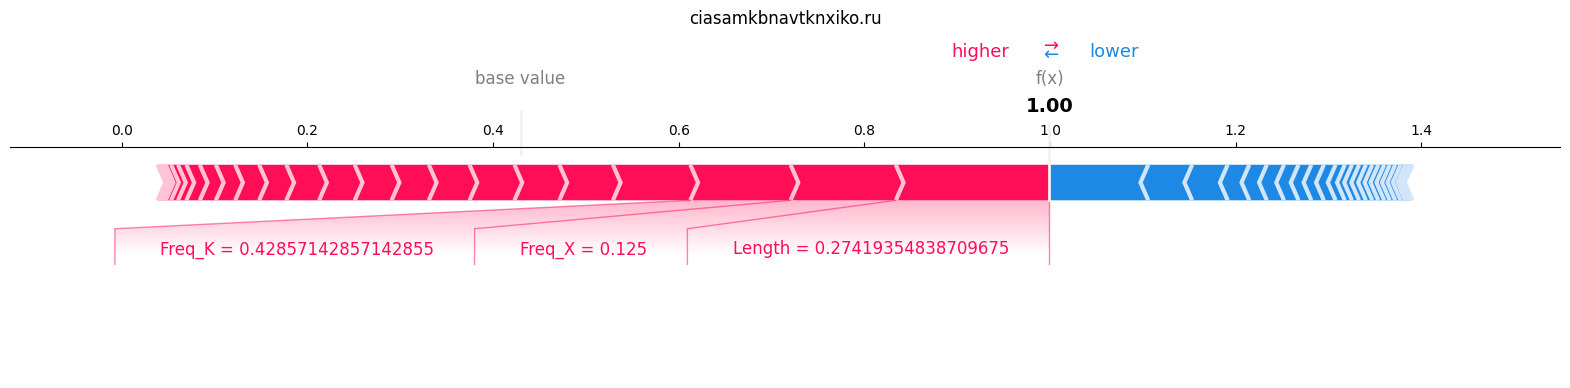 ciasamkbnavtknxiko.ru
higher → ← lower
base value f(x)
1.00
0.0 0.2 0.4 0.6 0.8 1.0 1.2 1.4
Freq_K = 0.42857142857142855 Freq_X = 0.125 Length = 0.27419354838709675